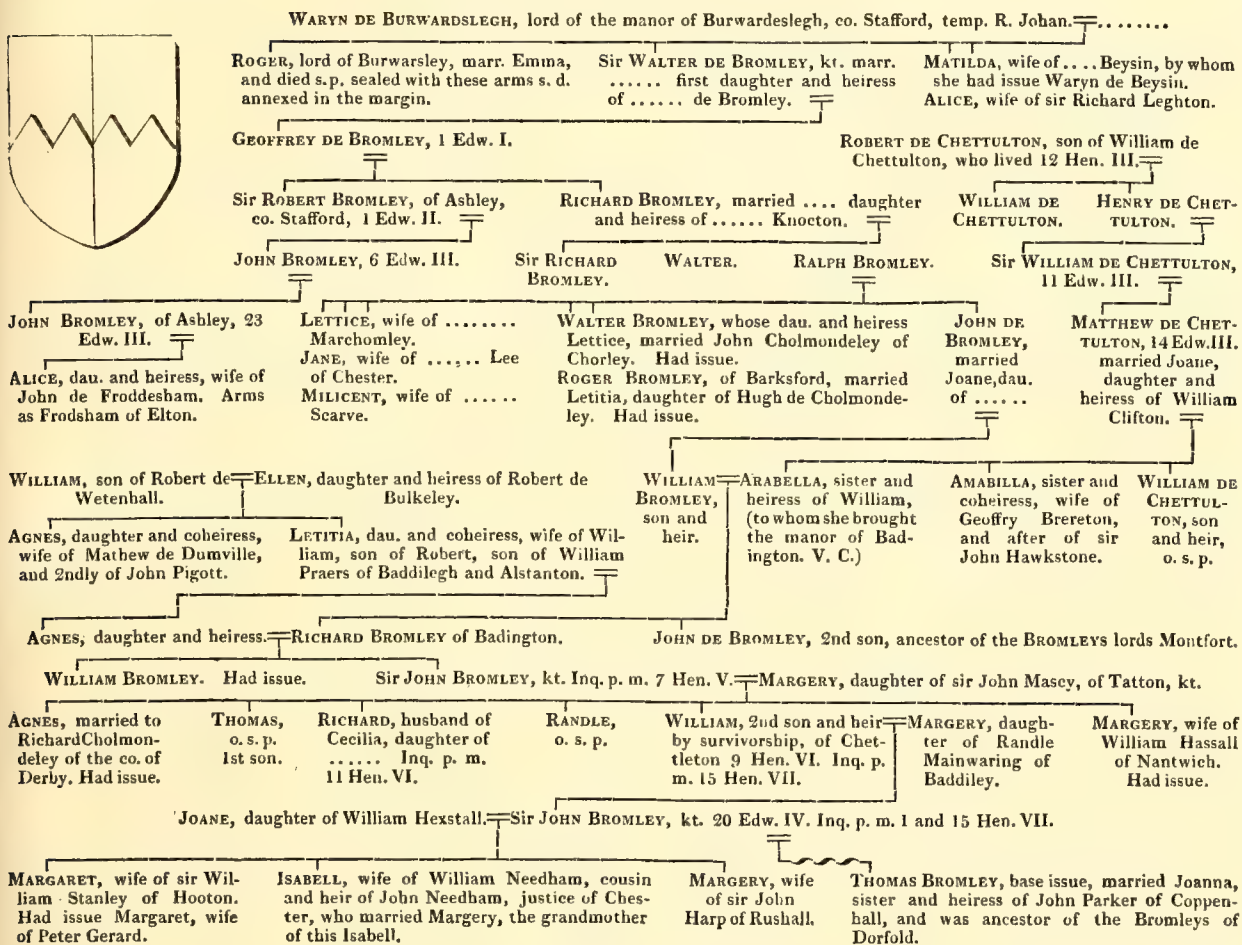 WARYN DE BURWARDSLEGH, lord of the manor of Burwardeslegh, co. Stafford, temp. R. Johan.=........
ROGER, lord of Burwarsley, marr. Emma,
and died s.p. sealed with these arms s. d.
annexed in the margin.
Sir WALTER DE BROMLEY, kt. marr.
...... first daughter and heiress
of ...... de Bromley.
MATILDA, wife of ....Beysin, by whom
she had issue Waryn de Beysin.
ALICE, wife of sir Richard Leghton.
GEOFFREY DE BROMLEY, 1 Edw. I.
ROBERT DE CHETTULTON, son of William de
Chettulton, who lived 12 Hen. III.
Sir ROBERT BROMLEY, of Ashley,
co. Stafford, 1 Edw. II.
RICHARD BROMLEY, married .... daughter
and heiress of ...... Knocton.
WILLIAM DE
CHETTULTON.
HENRY DE CHET-
TULTON.
JOHN BROMLEY, 6 Edw. III.
Sir RICHARD
BROMLEY.
WALTER.
RALPH BROMLEY.
Sir WILLIAM DE CHETTULTON,
11 Edw. III.
JOHN BROMLEY, of Ashley, 23
Edw. III.
ALICE, dau. and heiress, wife of
John de Froddesham. Arms
as Frodsham of Elton.
LETTICE, wife of ........
Marchomley.
JANE, wife of ...... Lee
of Chester.
MILICENT, wife of ......
Scarve.
WALTER BROMLEY, whose dau. and heiress
Lettice, married John Cholmondeley of
Chorley. Had issue.
ROGER BROMLEY, of Barksford, married
Letitia, daughter of Hugh de Cholmonde-
ley. Had issue.
JOHN DE
BROMLEY,
married
Joane,dau.
of ......
MATTHEW DE CHET-
TULTON, 14 Edw.III.
married Joane,
daughter and
heiress of William
Clifton.
WILLIAM, son of Robert de
Wetenhall.
ELLEN, daughter and heiress of Robert de
Bulkeley.
WILLIAM
BROMLEY,
son and
heir.
ARABELLA, sister and
heiress of William,
(to whom she brought
the manor of Bad-
ington. V. C.)
AMABILLA, sister and
coheiress, wife of
Geoffry Brereton,
and after of sir
John Hawkstone.
WILLIAM DE
CHETTUL-
TON, son
and heir,
o. s. p.
AGNES, daughter and coheiress,
wife of Mathew de Dumville,
and 2ndly of John Pigott.
LETITIA, dau. and coheiress, wife of Wil-
liam, son of Robert, son of William
Praers of Baddilegh and Alstanton.
AGNES, daughter and heiress.
RICHARD BROMLEY of Badington.
JOHN DE BROMLEY, 2nd son, ancestor of the BROMLEYS lords Montfort.
WILLIAM BROMLEY. Had issue.
Sir JOHN BROMLEY, kt. Inq. p. m. 7 Hen. V.
MARGERY, daughter of sir John Masey, of Tatton, kt.
AGNES, married to
Richard Cholmon-
deley of the co. of
Derby. Had issue.
THOMAS,
o. s. p.
1st son.
RICHARD, husband of
Cecilia, daughter of
...... Inq. p. m.
11 Hen. VI.
RANDLE,
o. s. p.
WILLIAM, 2nd son and heir
by survivorship, of Chet-
tleton 9 Hen. VI. Inq. p.
m. 15 Hen. VII.
MARGERY, daugh-
ter of Randle
Mainwaring of
Baddiley.
MARGERY, wife of
William Hassall
of Nantwich.
Had issue.
JOANE, daughter of William Hexstall.
Sir JOHN BROMLEY, kt. 20 Edw. IV. Inq. p. m. 1 and 15 Hen. VII.
MARGARET, wife of sir Wil-
liam Stanley of Hooton.
Had issue Margaret, wife
of Peter Gerard.
ISABELL, wife of William Needham, cousin
and heir of John Needham, justice of Ches-
ter, who married Margery, the grandmother
of this Isabell.
MARGERY, wife
of sir John
Harp of Rushall.
THOMAS BROMLEY, base issue, married Joanna,
sister and heiress of John Parker of Coppen-
hall, and was ancestor of the Bromleys of
Dorfold.